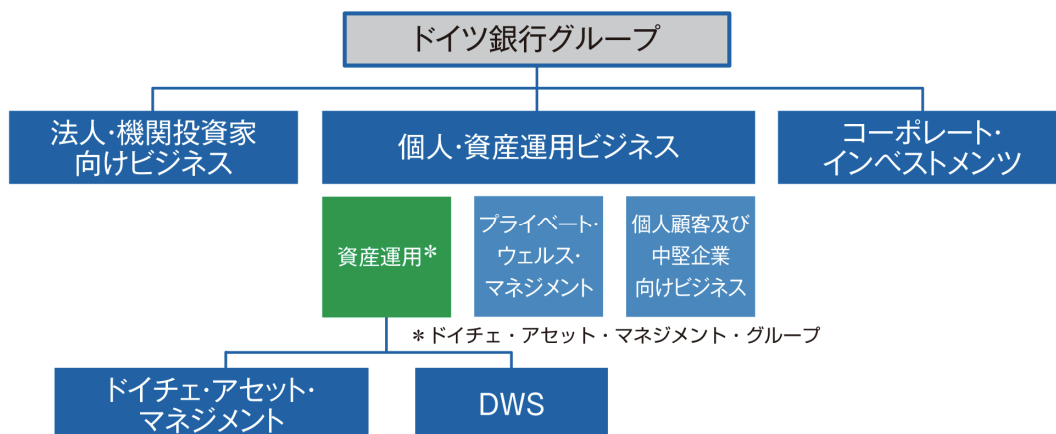 ドイツ銀行グループ
法人・機関投資家
向けビジネス
個人・資産運用ビジネス
コーポレート・
インベストメンツ
資産運用*
プライベート・
ウェルス・
マネジメント
個人顧客及び
中堅企業
向けビジネス
*ドイチェ・アセット・マネジメント・グループ
ドイチェ・アセット・
マネジメント
DWS